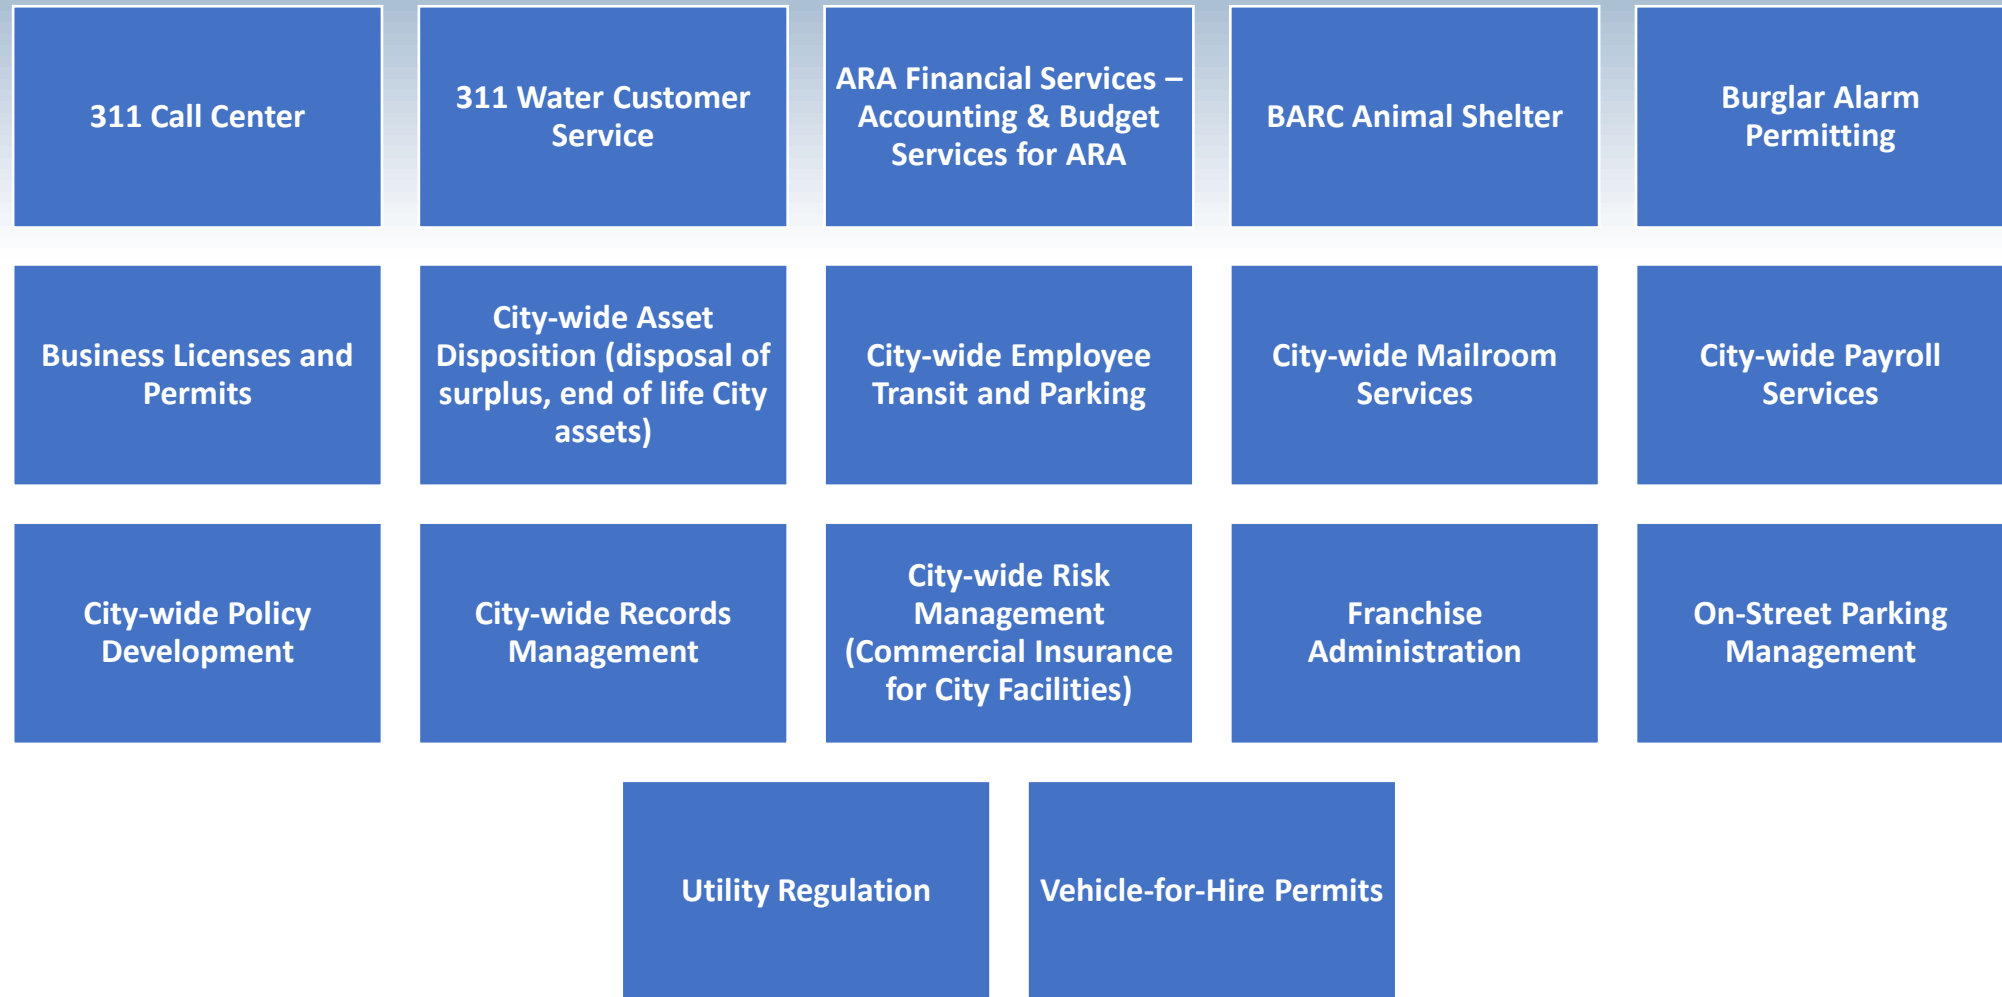 311 Call Center
311 Water Customer
Service
ARA Financial Services –
Accounting & Budget
Services for ARA
BARC Animal Shelter
Burglar Alarm
Permitting
Business Licenses and
Permits
City-wide Asset
Disposition (disposal of
surplus, end of life City
assets)
City-wide Employee
Transit and Parking
City-wide Mailroom
Services
City-wide Payroll
Services
City-wide Policy
Development
City-wide Records
Management
City-wide Risk
Management
(Commercial Insurance
for City Facilities)
Franchise
Administration
On-Street Parking
Management
Utility Regulation
Vehicle-for-Hire Permits